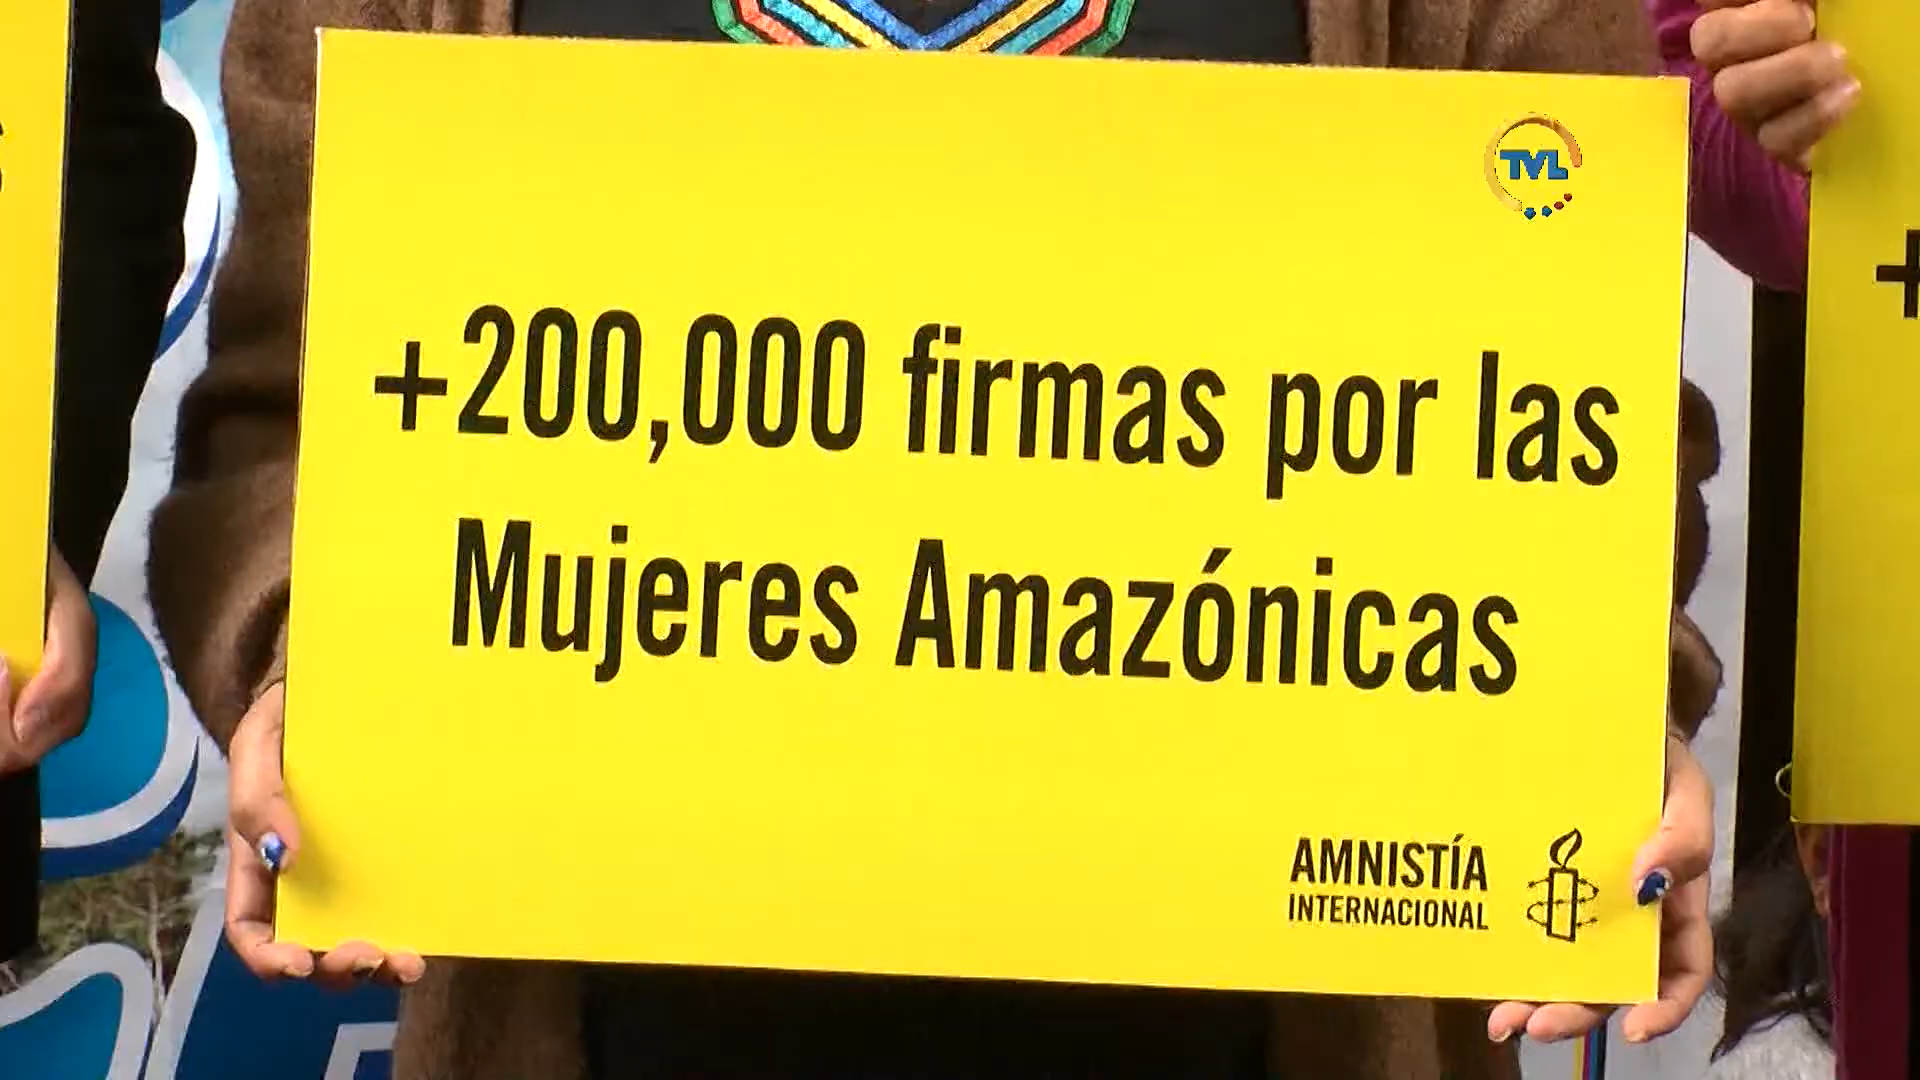 TVL
+200,000 firmas por las
Mujeres Amazónicas
AMNISTÍA
INTERNACIONAL
+